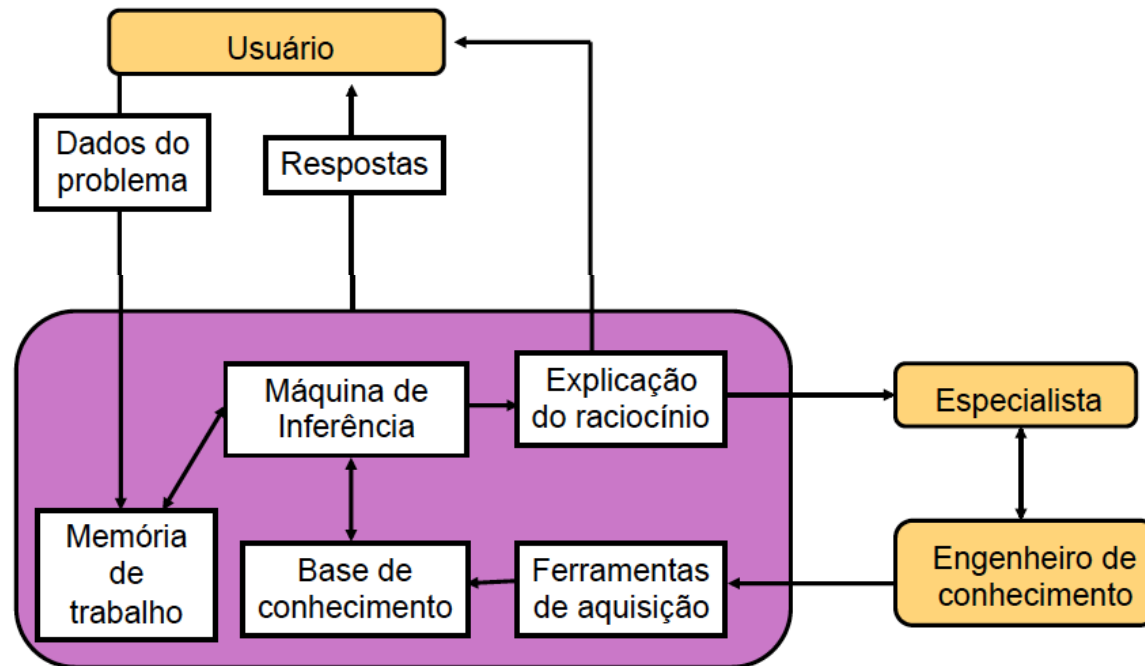 Usuário
Dados do
problema
Respostas
Máquina de
Inferência
Explicação
do raciocínio
Especialista
Memória
de
trabalho
Base de
conhecimento
Ferramentas
de aquisição
Engenheiro de
conhecimento